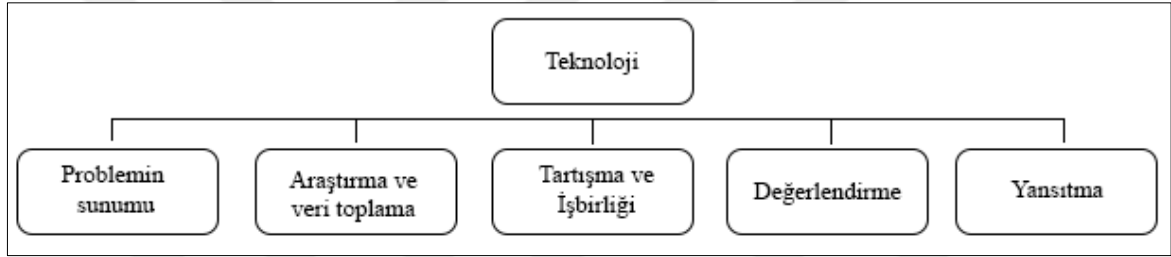 Teknoloji
Problemin
sunumu
Araştırma ve
veri toplama
Tartışma ve
İşbirliği
Değerlendirme
Yansıtma